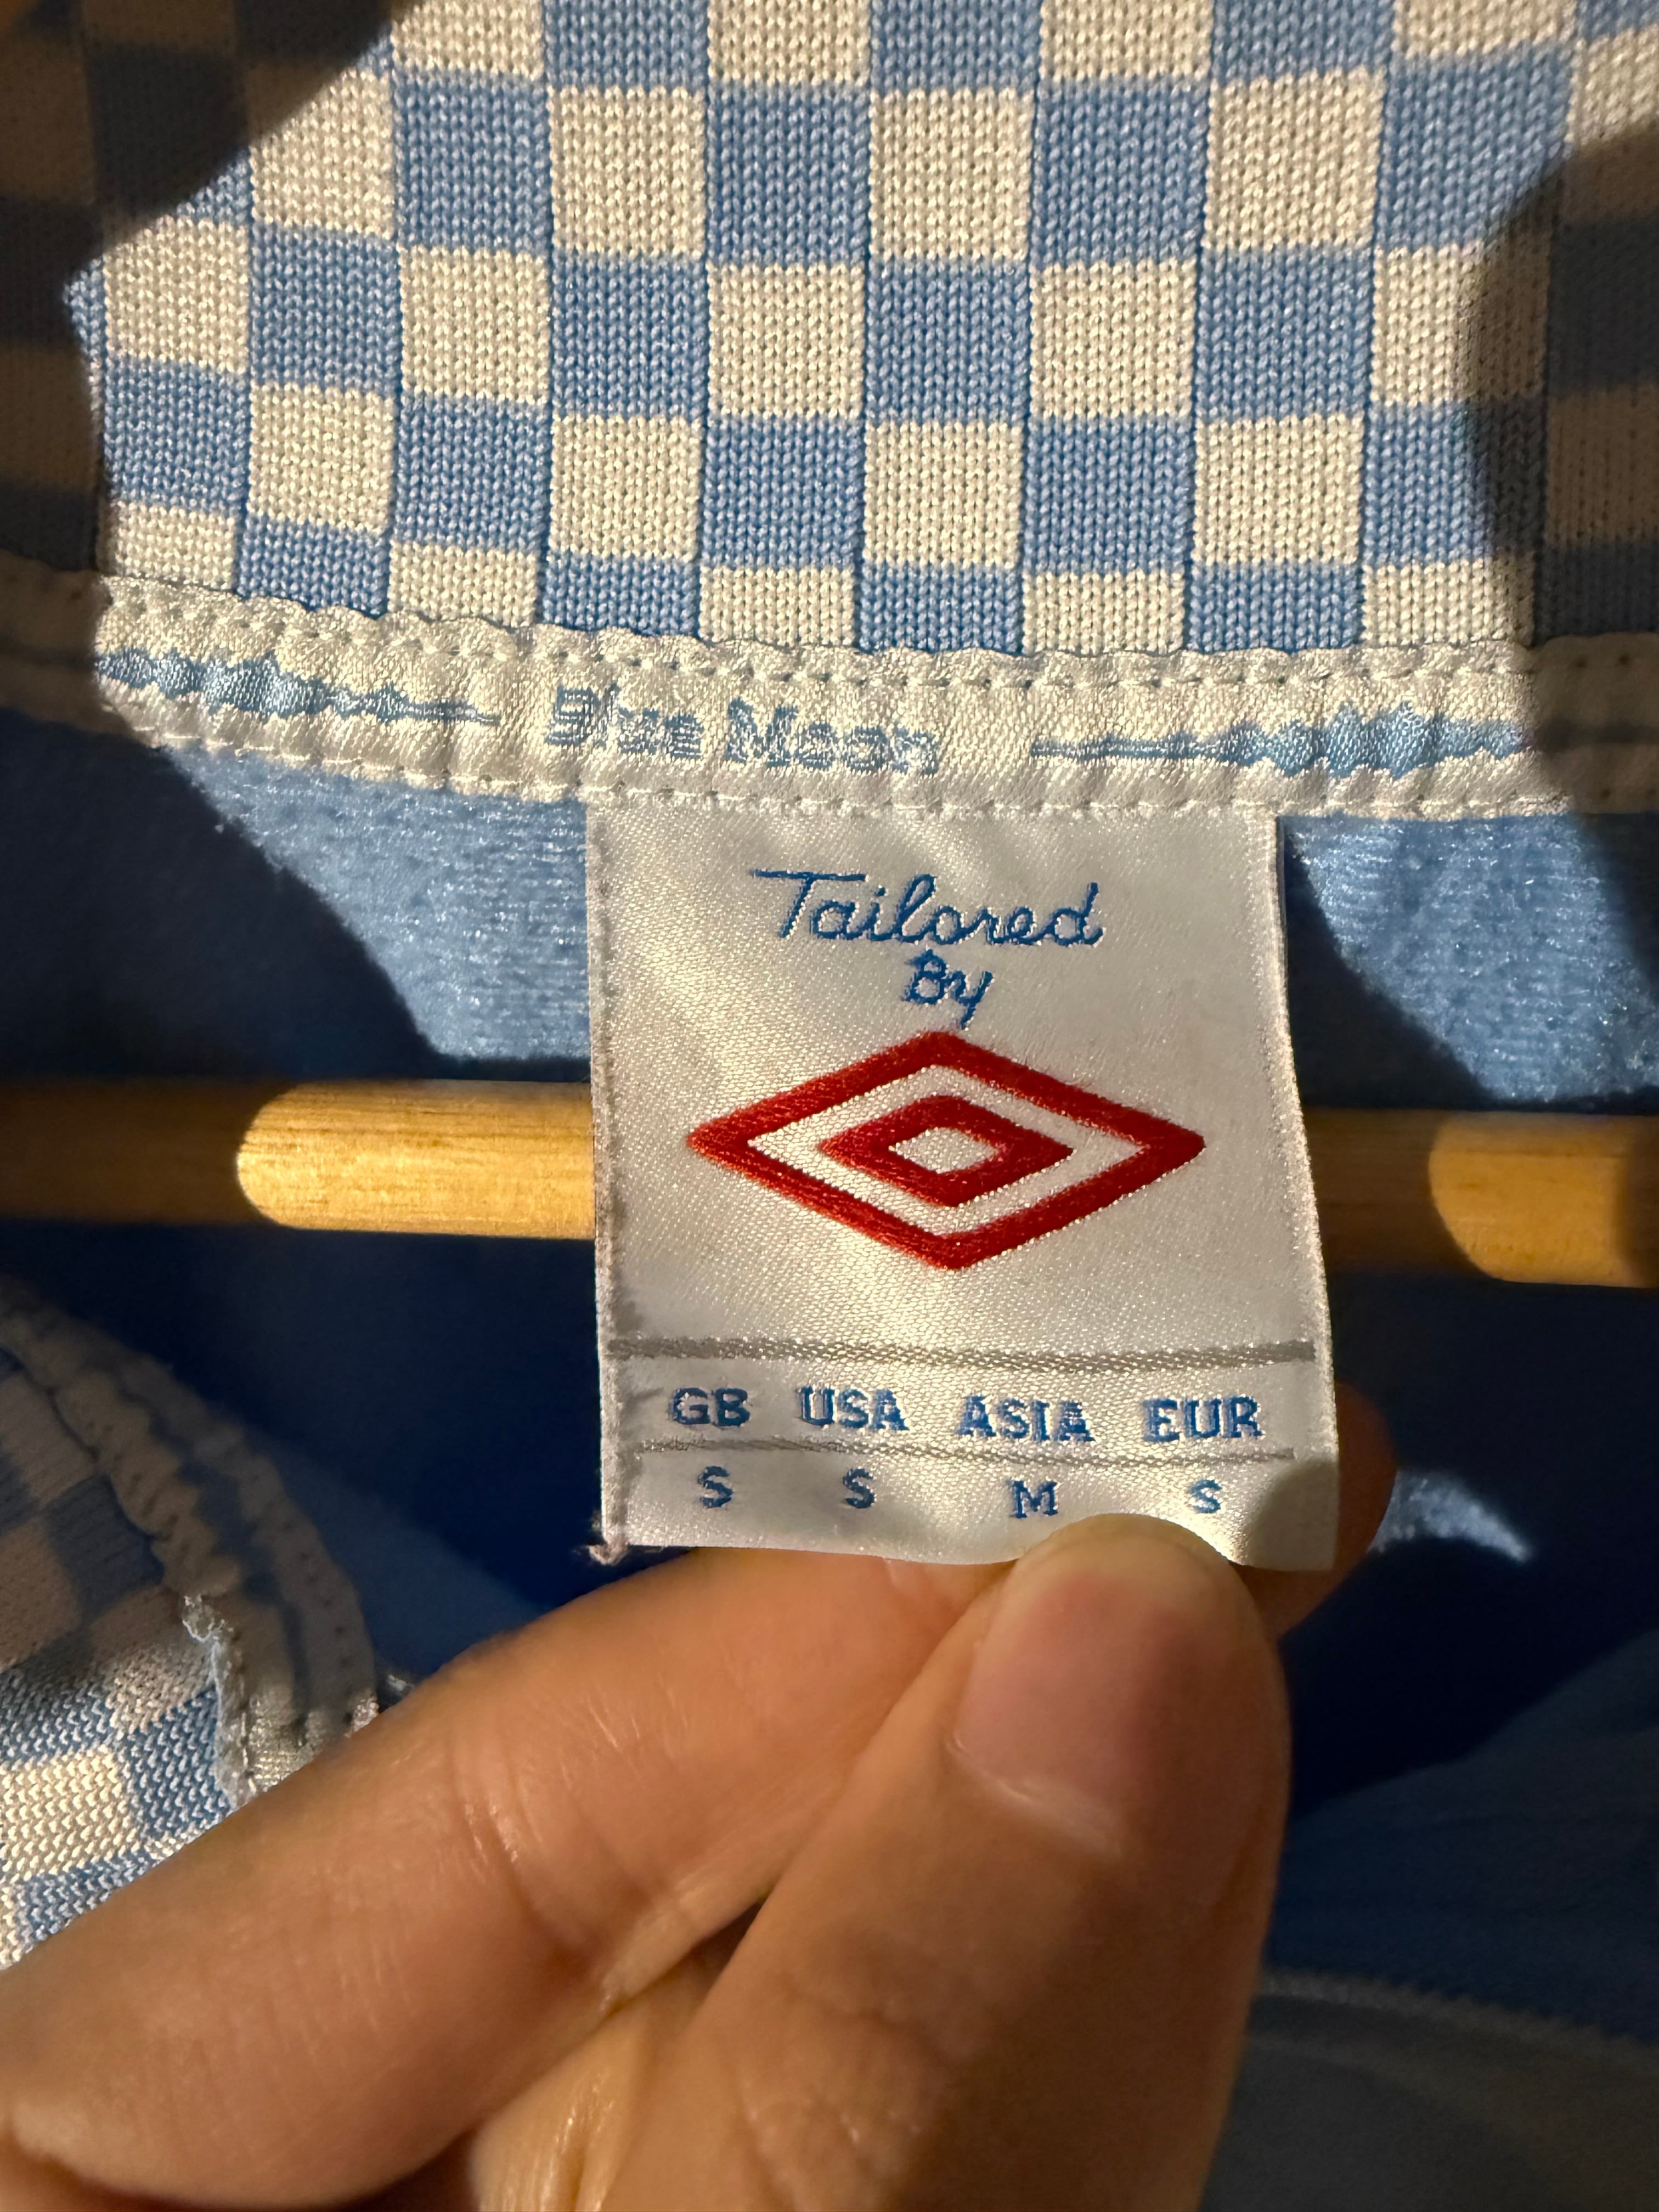 Blue Moon
Tailored
By
GB USA ASIA EUR
S S M S